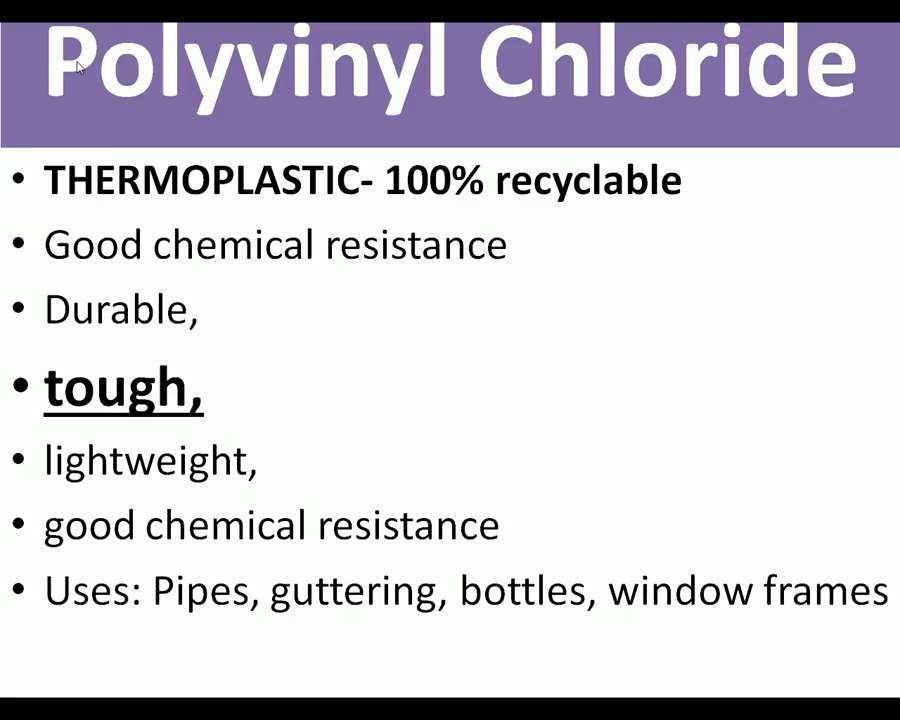 Polyvinyl Chloride
• THERMOPLASTIC- 100% recyclable
• Good chemical resistance
• Durable,
• tough,
• lightweight,
• good chemical resistance
• Uses: Pipes, guttering, bottles, window frames